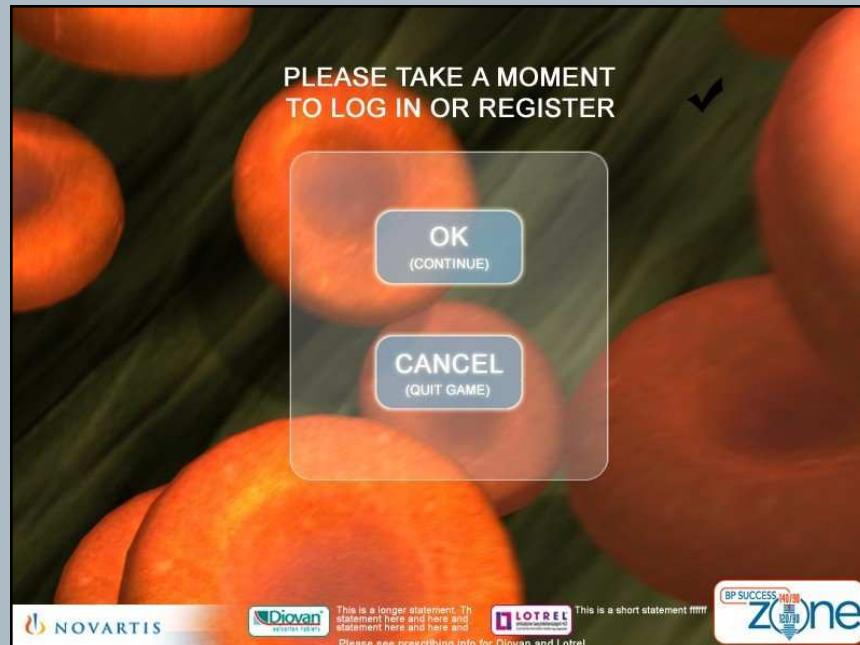 PLEASE TAKE A MOMENT
TO LOG IN OR REGISTER
OK
(CONTINUE)
CANCEL
(QUIT GAME)
NOVARTIS
Diovan
valsartan tablets
This is a longer statement. Th
statement here and here and
statement here and here and
LOTREL
This is a short statement ffffff
Please see prescribing info for Diovan and Lotrel
BP SUCCESS
140/90
zone
120/80